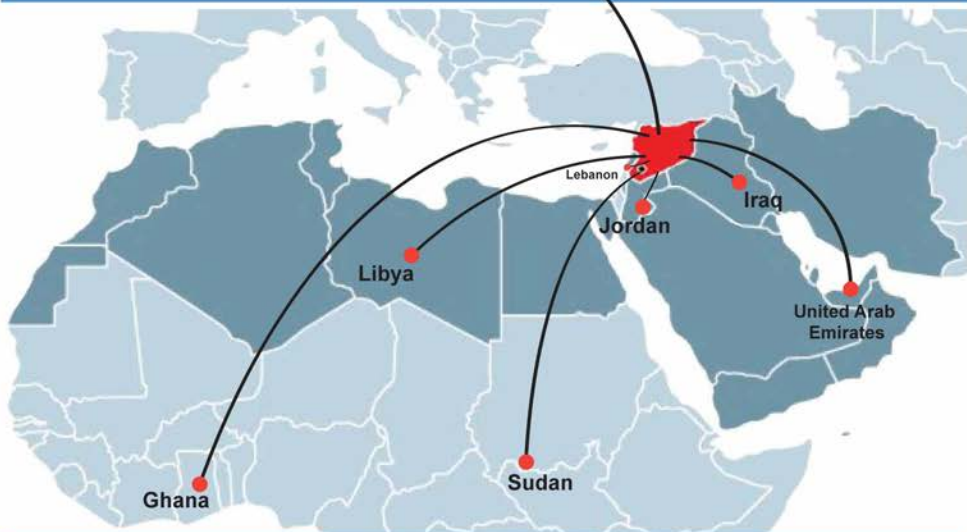 Lebanon
Iraq
Jordan
Libya
United Arab
Emirates
Sudan
Ghana